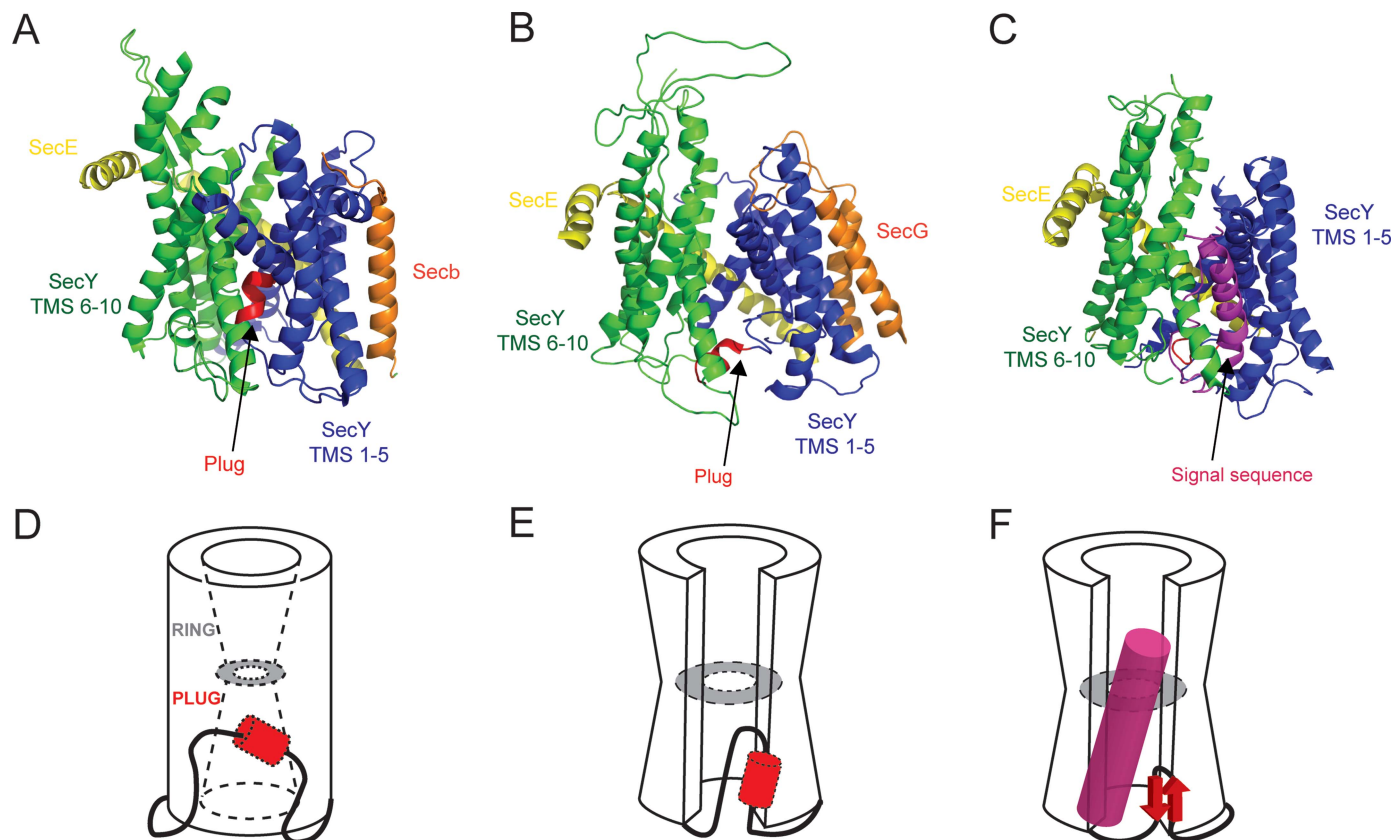 A
SecE
Secb
SecY
TMS 6-10
SecY
TMS 1-5
Plug
B
SecE
SecG
SecY
TMS 6-10
SecY
TMS 1-5
Plug
C
SecE
SecY
TMS 1-5
SecY
TMS 6-10
Signal sequence
D
RING
PLUG
E
F